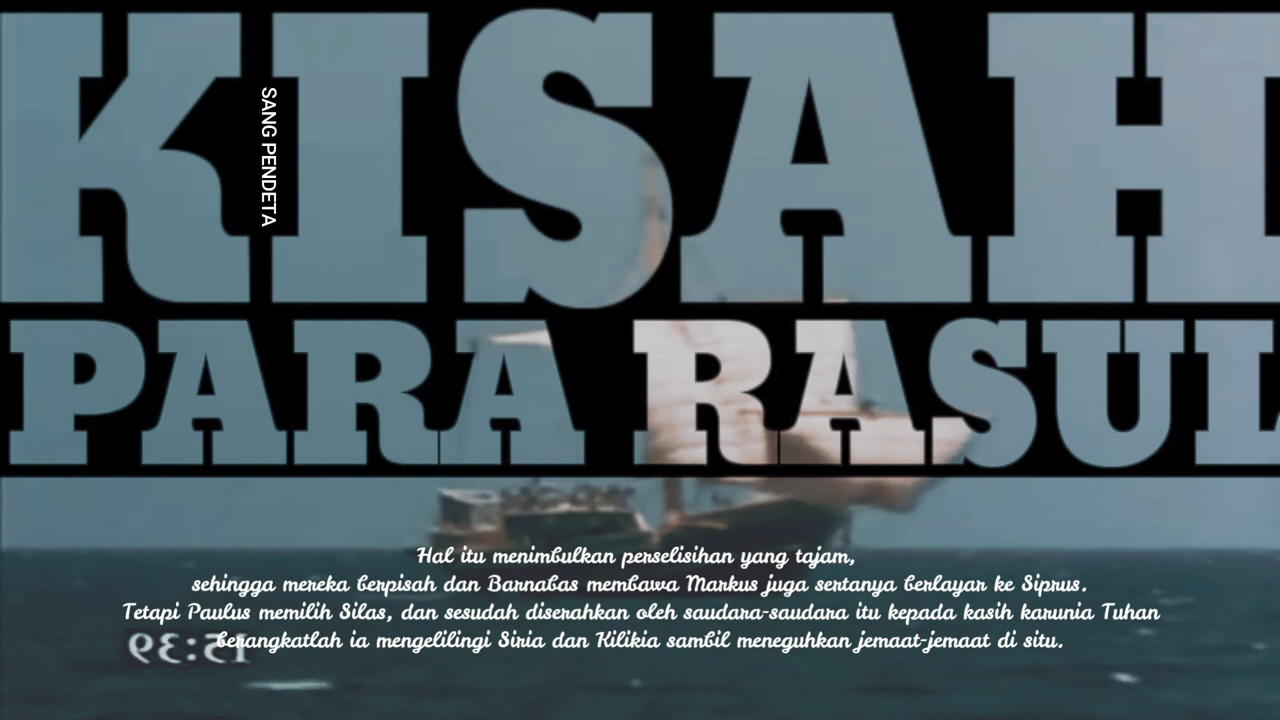 KISAH
SANG PENDETA
PARA RASUL
Hal itu menimbulkan perselisihan yang tajam,
sehingga mereka berpisah dan Barnabas membawa Markus juga sertanya berlayar ke Siprus.
Tetapi Paulus memilih Silas, dan sesudah diserahkan oleh saudara-saudara itu kepada kasih karunia Tuhan
berangkatlah ia mengelilingi Siria dan Kilikia sambil meneguhkan jemaat-jemaat di situ.
15:39